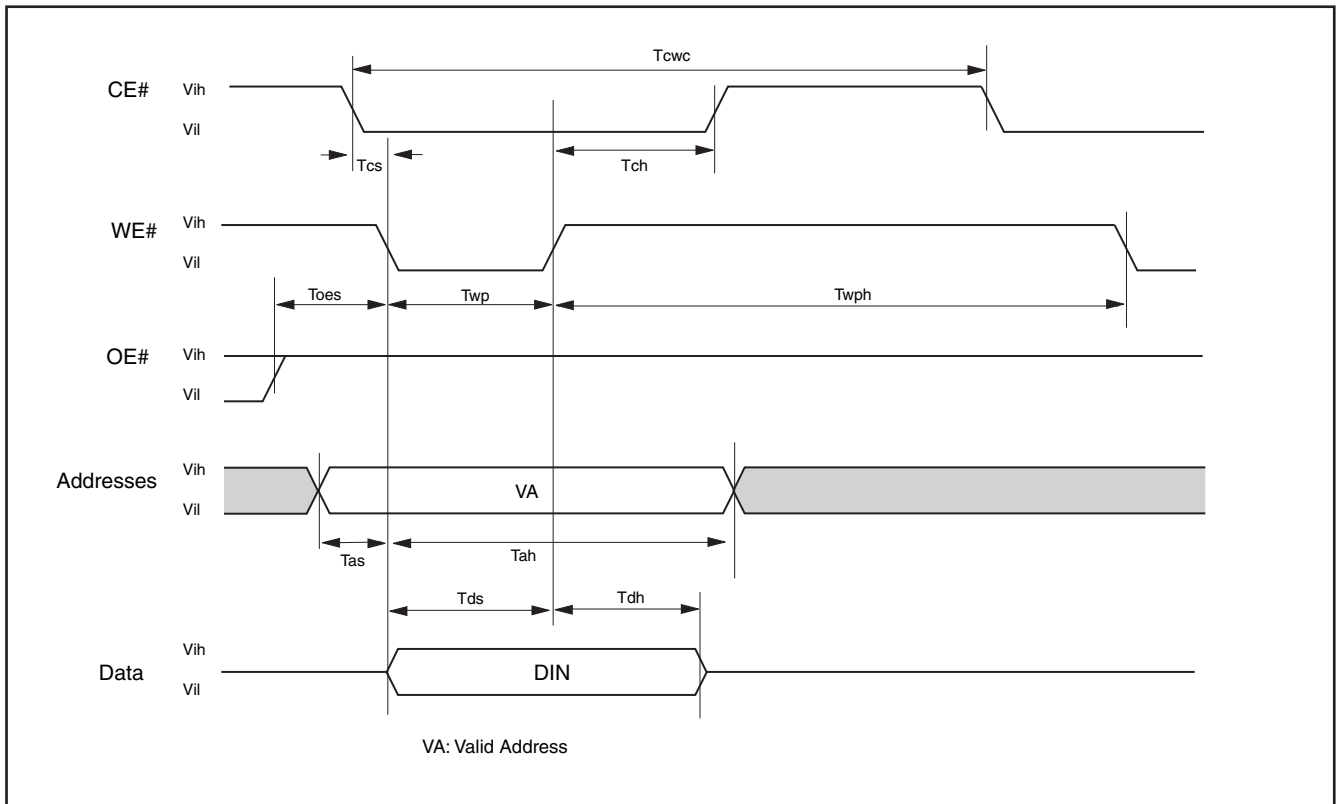 Tcwc
CE# Vih
Vil
Tcs Tch
WE# Vih
Vil
Toes Twp Twph
OE# Vih
Vil
Addresses Vih
VA
Vil
Tas Tah
Tds Tdh
Vih
Data DIN
Vil
VA: Valid Address